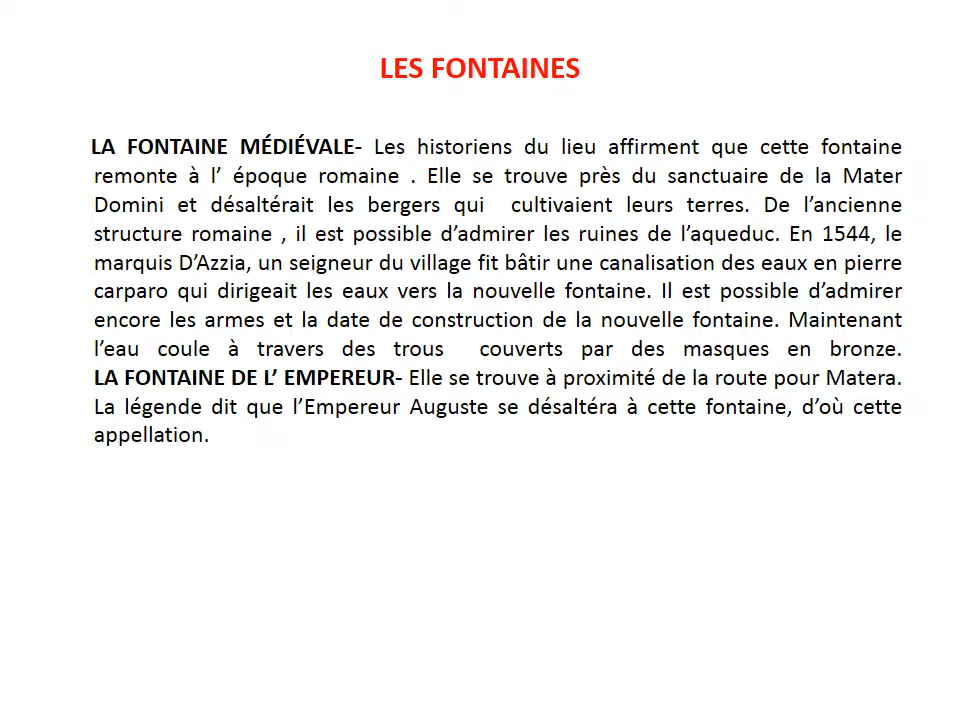 LES FONTAINES
LA FONTAINE MÉDIÉVALE- Les historiens du lieu affirment que cette fontaine
remonte à l’ époque romaine . Elle se trouve près du sanctuaire de la Mater
Domini et désaltérait les bergers qui  cultivaient leurs terres. De l’ancienne
structure romaine , il est possible d’admirer les ruines de l’aqueduc. En 1544, le
marquis D’Azzia, un seigneur du village fit bâtir une canalisation des eaux en pierre
carparo qui dirigeait les eaux vers la nouvelle fontaine. Il est possible d’admirer
encore les armes et la date de construction de la nouvelle fontaine. Maintenant
l’eau coule à travers des trous  couverts par des masques en bronze.
LA FONTAINE DE L’ EMPEREUR- Elle se trouve à proximité de la route pour Matera.
La légende dit que l’Empereur Auguste se désaltéra à cette fontaine, d’où cette
appellation.